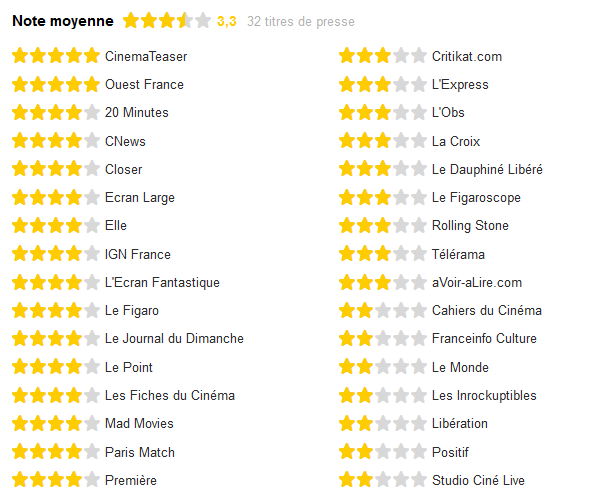 Note moyenne 3,3 32 titres de presse
CinemaTeaser
Ouest France
20 Minutes
CNews
Closer
Ecran Large
Elle
IGN France
L'Ecran Fantastique
Le Figaro
Le Journal du Dimanche
Le Point
Les Fiches du Cinéma
Mad Movies
Paris Match
Première
Critikat.com
L'Express
L'Obs
La Croix
Le Dauphiné Libéré
Le Figaroscope
Rolling Stone
Télérama
aVoir-aLire.com
Cahiers du Cinéma
Franceinfo Culture
Le Monde
Les Inrockuptibles
Libération
Positif
Studio Ciné Live